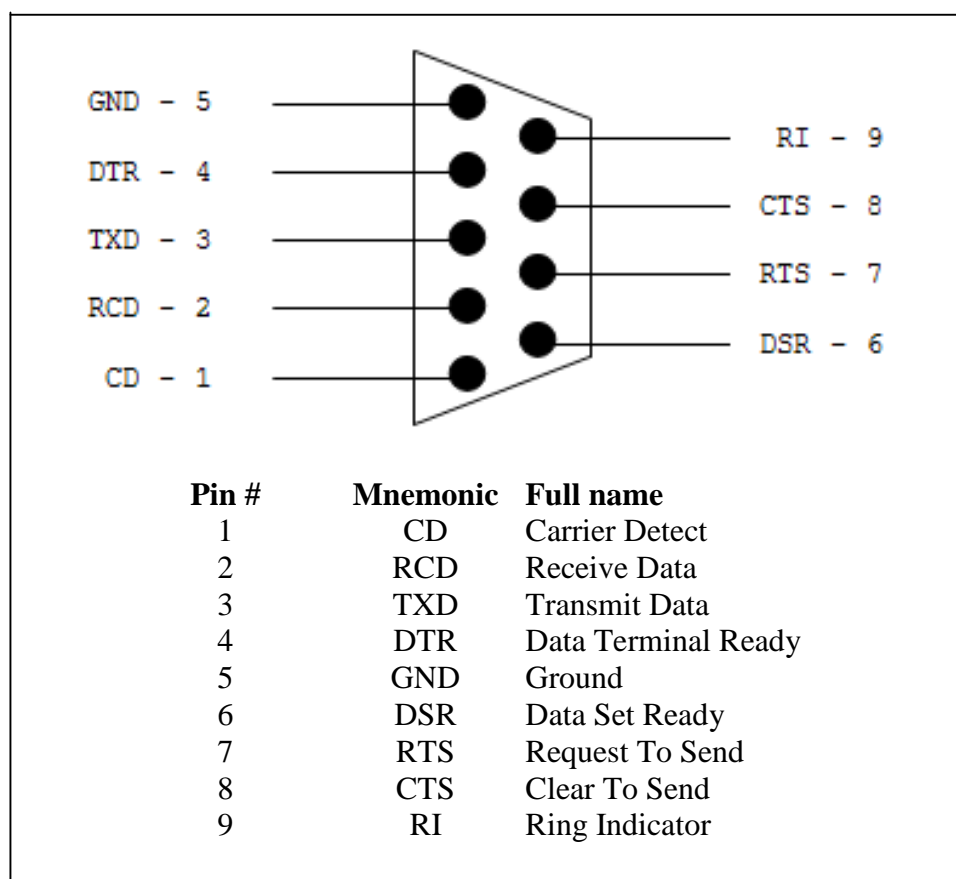 GND - 5
RI - 9
DTR - 4
CTS - 8
TXD - 3
RTS - 7
RCD - 2
DSR - 6
CD - 1
Pin # Mnemonic Full name
1 CD Carrier Detect
2 RCD Receive Data
3 TXD Transmit Data
4 DTR Data Terminal Ready
5 GND Ground
6 DSR Data Set Ready
7 RTS Request To Send
8 CTS Clear To Send
9 RI Ring Indicator